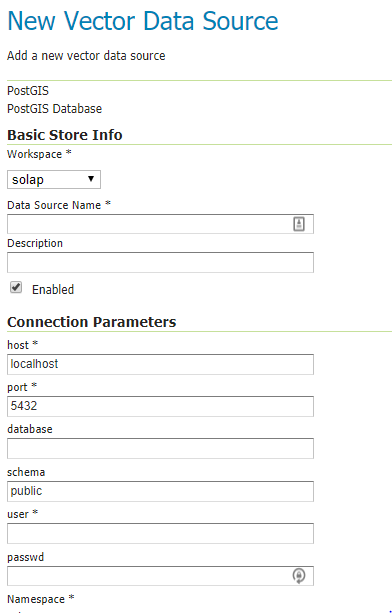 New Vector Data Source
Add a new vector data source
PostGIS
PostGIS Database
Basic Store Info
Workspace *
solap
Data Source Name *
Description
Enabled
Connection Parameters
host *
localhost
port *
5432
database
schema
public
user *
passwd
Namespace *